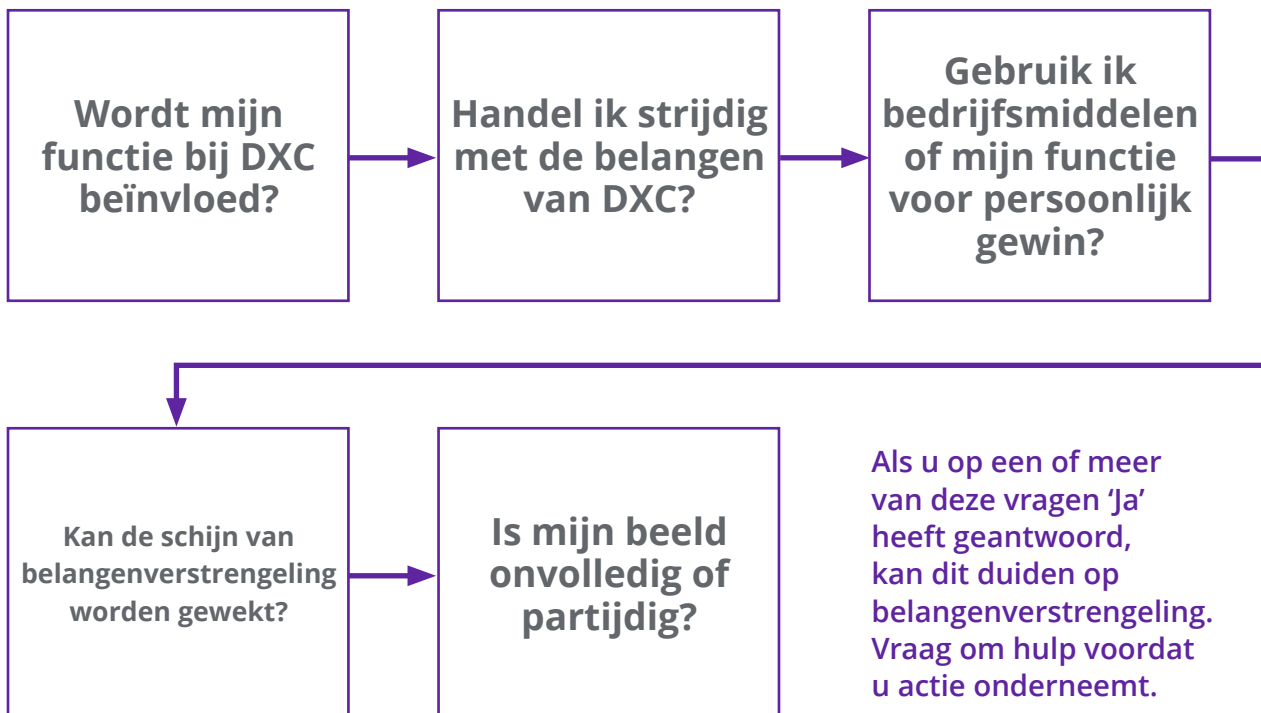 Wordt mijn
functie bij DXC
beïnvloed?
Handel ik strijdig
met de belangen
van DXC?
Gebruik ik
bedrijfsmiddelen
of mijn functie
voor persoonlijk
gewin?
Kan de schijn van
belangenverstrengeling
worden gewekt?
Is mijn beeld
onvolledig of
partijdig?
Als u op een of meer
van deze vragen ‘Ja’
heeft geantwoord,
kan dit duiden op
belangenverstrengeling.
Vraag om hulp voordat
u actie onderneemt.